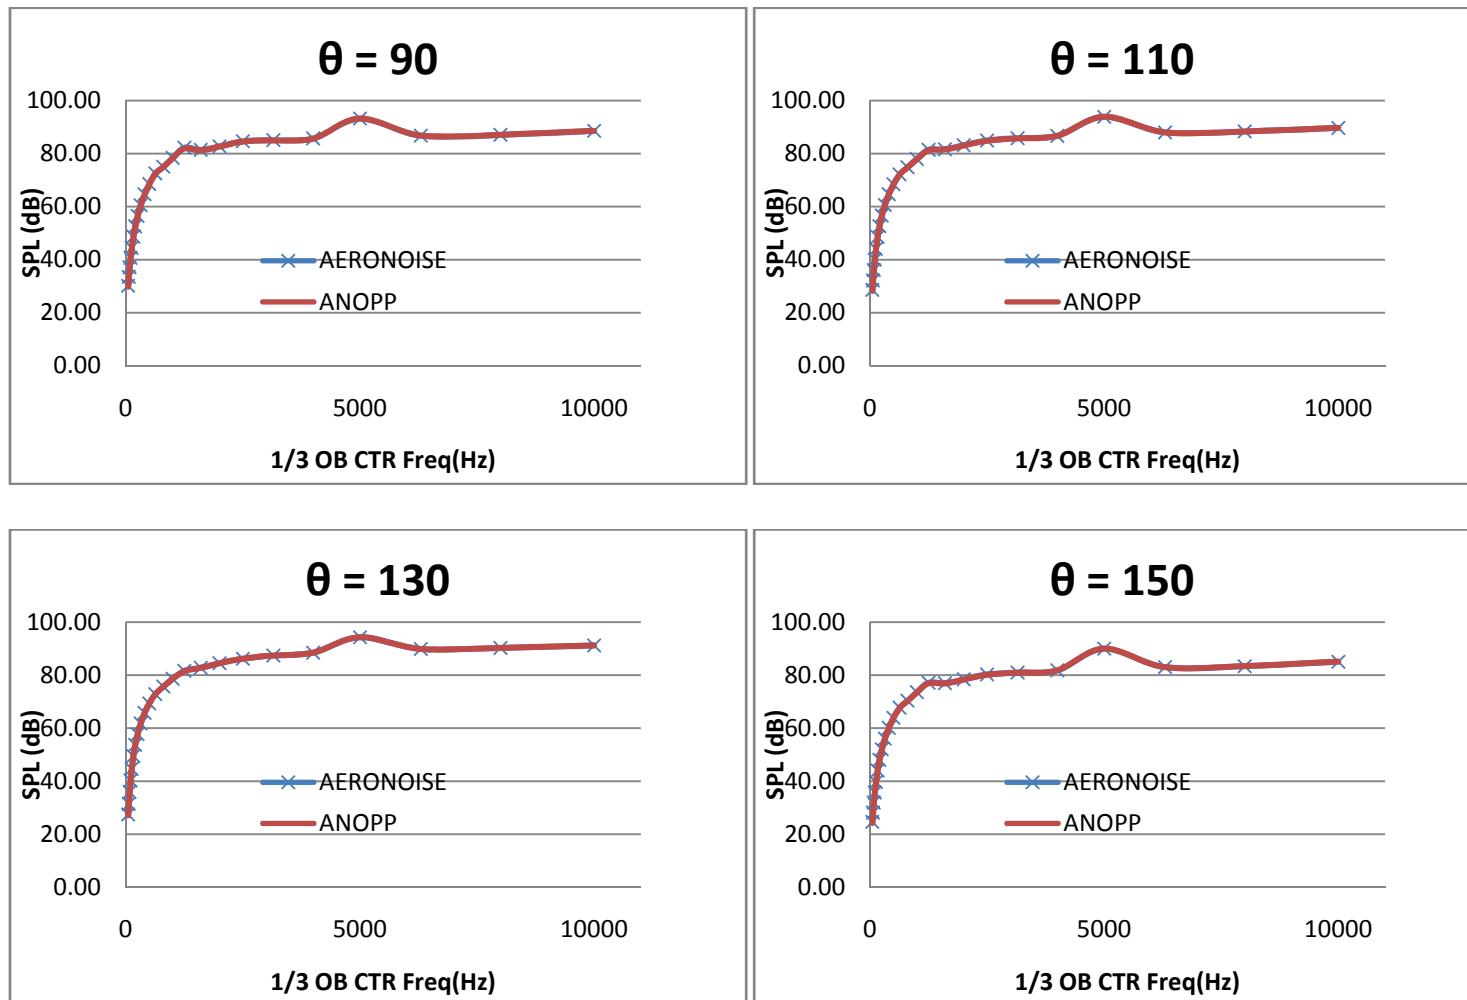 θ = 90
100.00
80.00
60.00
40.00
20.00
0.00
SPL (dB)
AERONOISE
ANOPP
0 5000 10000
1/3 OB CTR Freq(Hz)
θ = 110
100.00
80.00
60.00
40.00
20.00
0.00
SPL (dB)
AERONOISE
ANOPP
0 5000 10000
1/3 OB CTR Freq(Hz)
θ = 130
100.00
80.00
60.00
40.00
20.00
0.00
SPL (dB)
AERONOISE
ANOPP
0 5000 10000
1/3 OB CTR Freq(Hz)
θ = 150
100.00
80.00
60.00
40.00
20.00
0.00
SPL (dB)
AERONOISE
ANOPP
0 5000 10000
1/3 OB CTR Freq(Hz)